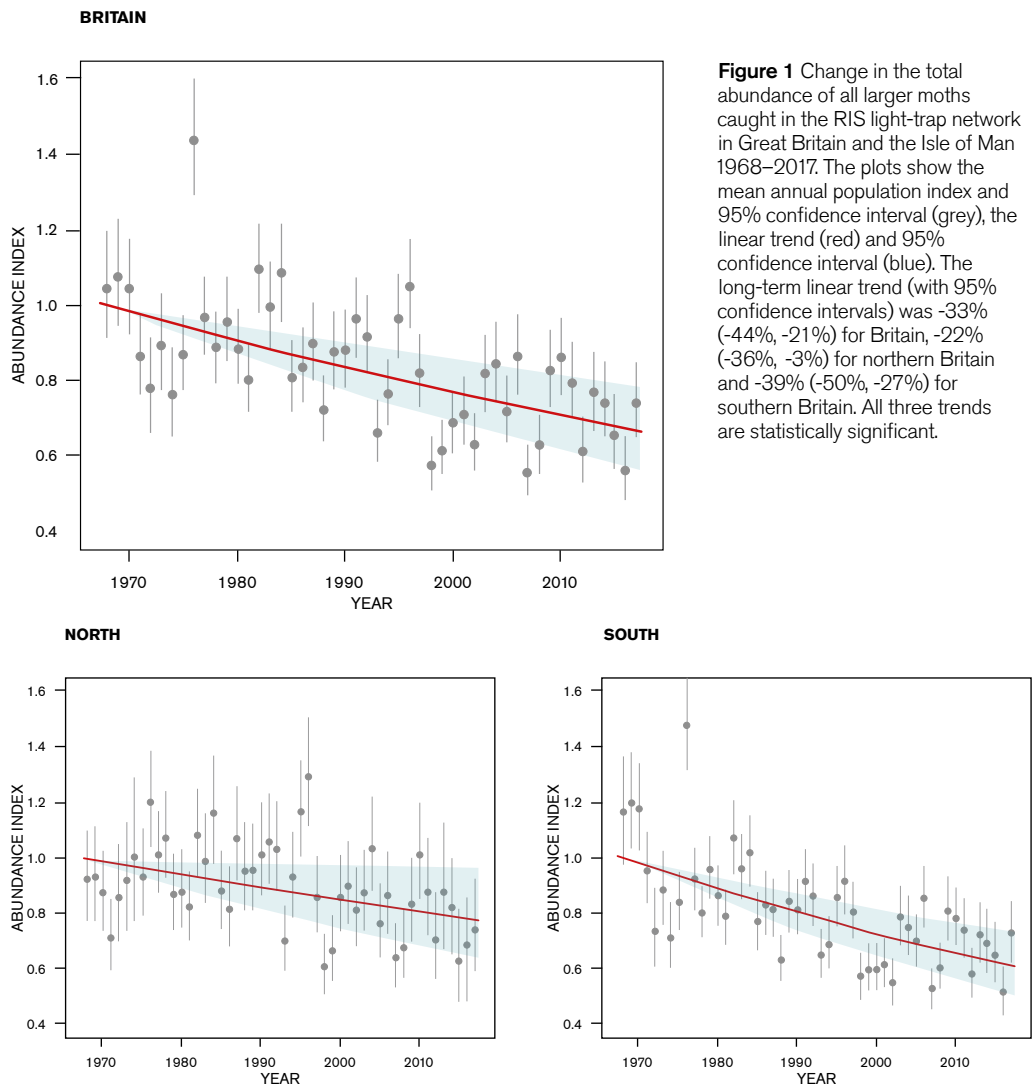 BRITAIN
1.6
1.4
1.2
1.0
0.8
0.6
0.4
ABUNDANCE INDEX
1970 1980 1990 2000 2010
YEAR
Figure 1 Change in the total
abundance of all larger moths
caught in the RIS light-trap network
in Great Britain and the Isle of Man
1968–2017. The plots show the
mean annual population index and
95% confidence interval (grey), the
linear trend (red) and 95%
confidence interval (blue). The
long-term linear trend (with 95%
confidence intervals) was -33%
(-44%, -21%) for Britain, -22%
(-36%, -3%) for northern Britain
and -39% (-50%, -27%) for
southern Britain. All three trends
are statistically significant.
NORTH
1.6
1.4
1.2
1.0
0.8
0.6
0.4
ABUNDANCE INDEX
1970 1980 1990 2000 2010
YEAR
SOUTH
1.6
1.4
1.2
1.0
0.8
0.6
0.4
ABUNDANCE INDEX
1970 1980 1990 2000 2010
YEAR